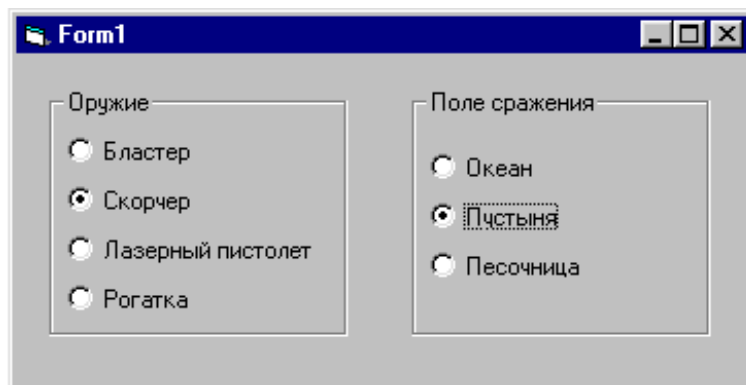 Form1
Оружие
Бластер
Скорчер
Лазерный пистолет
Рогатка
Поле сражения
Океан
Пустыня
Песочница